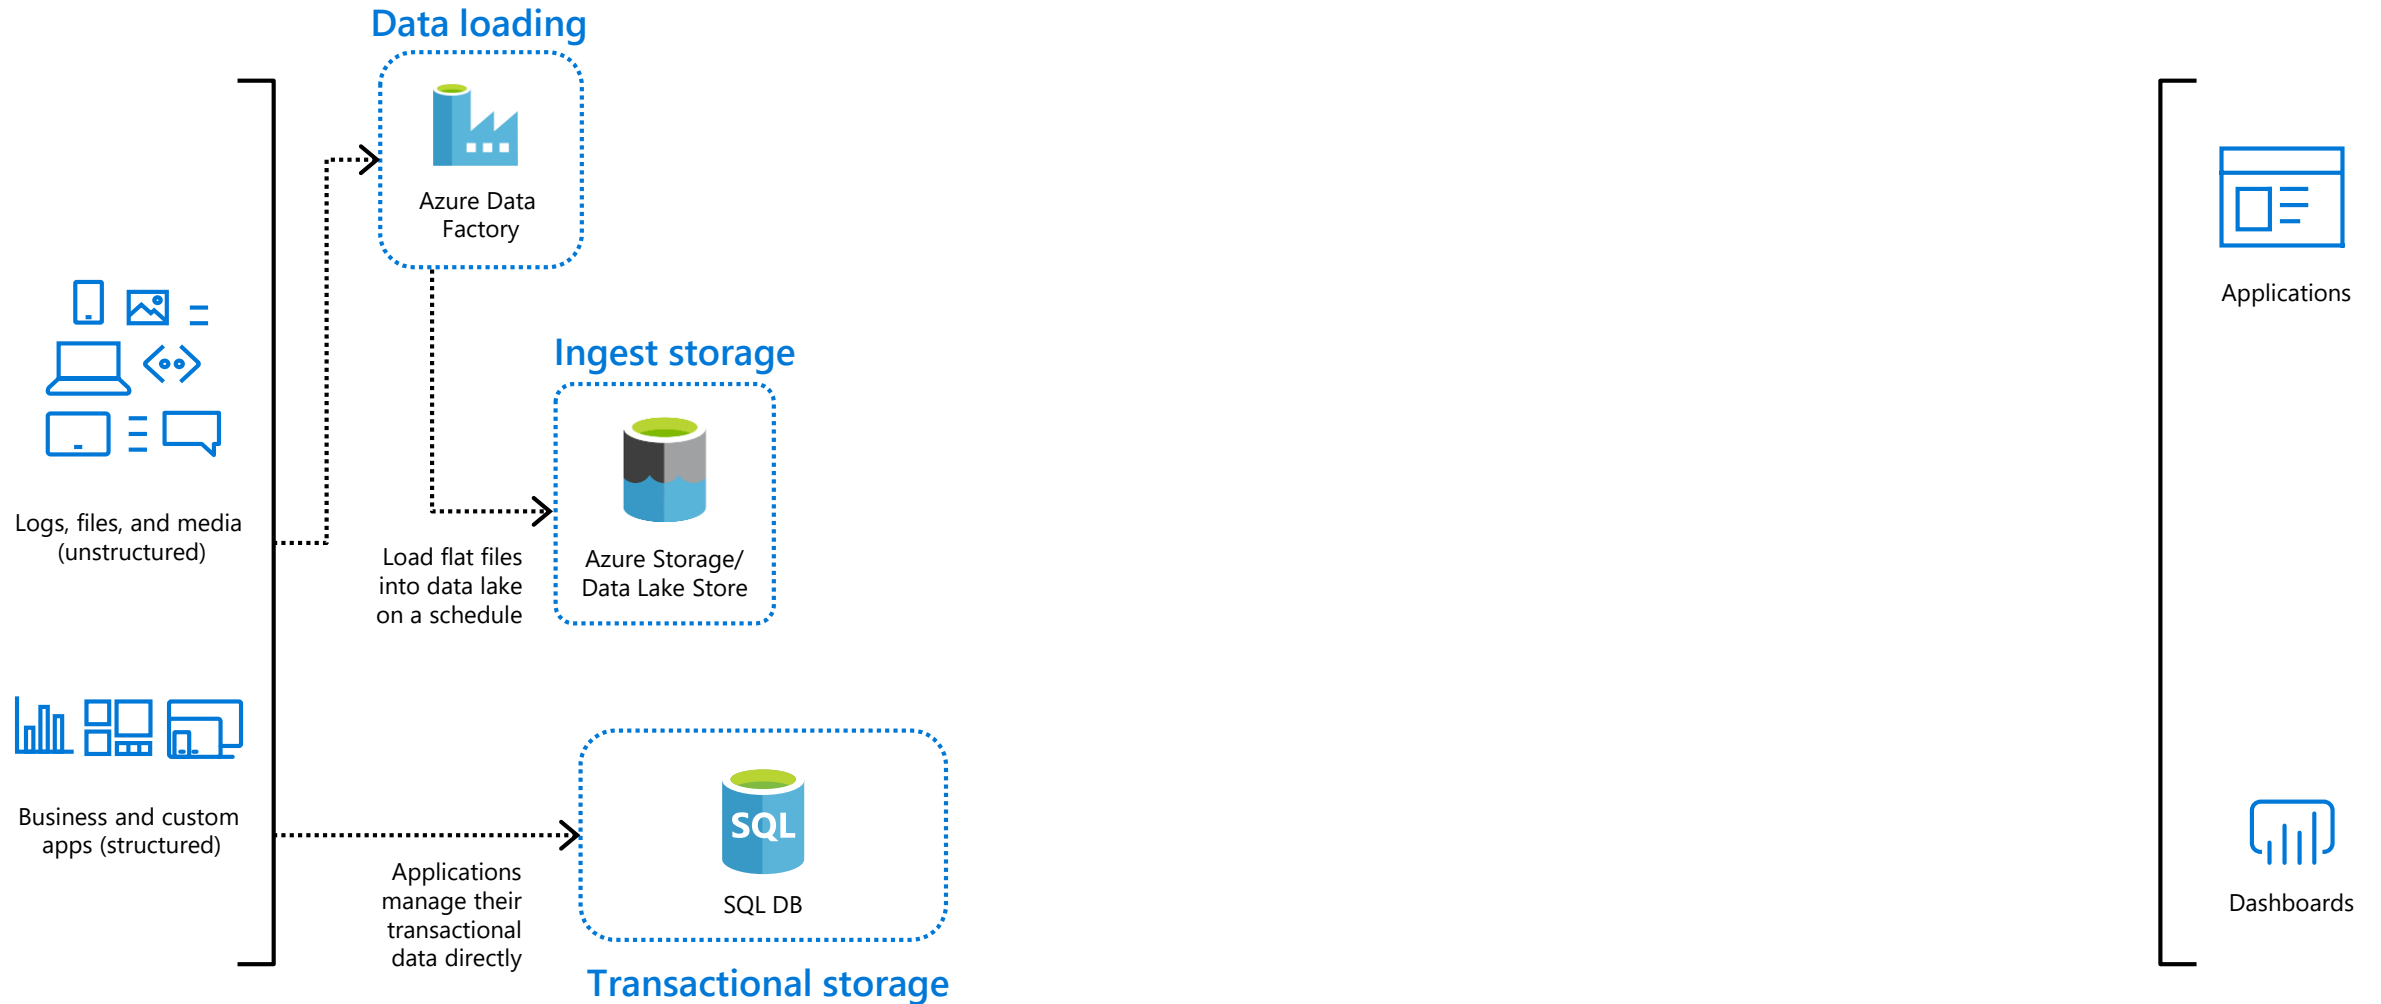 Data loading
Azure Data
Factory
Applications
Ingest storage
Logs, files, and media
(unstructured)
Load flat files
into data lake
on a schedule
Azure Storage/
Data Lake Store
Business and custom
apps (structured)
SQL
Applications
manage their
transactional
data directly
SQL DB
Dashboards
Transactional storage